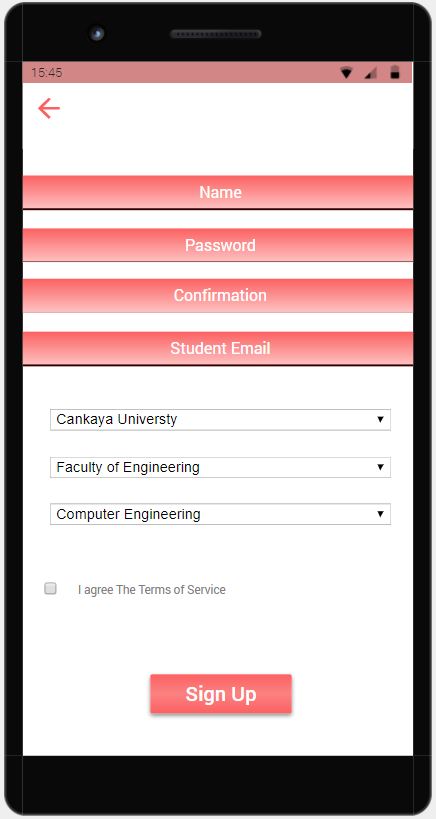 15:45
Name
Password
Confirmation
Student Email
Cankaya Universty
Faculty of Engineering
Computer Engineering
I agree The Terms of Service
Sign Up